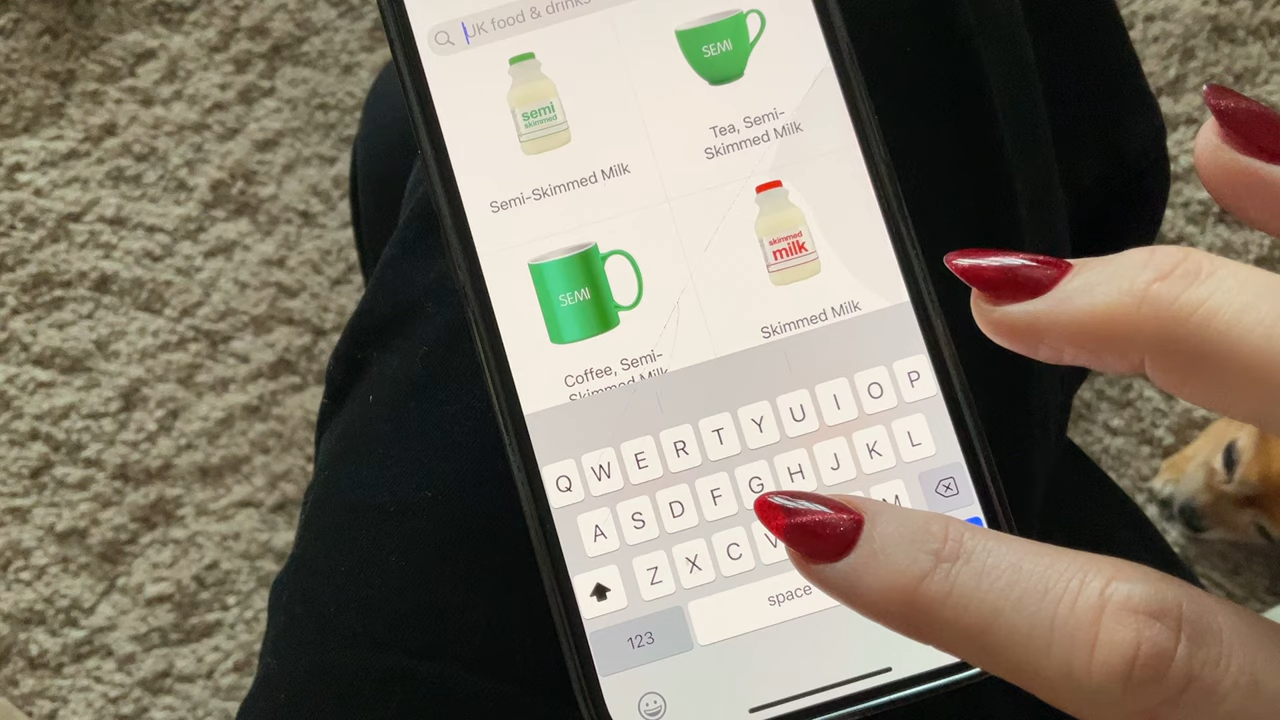 UK food & drinks
semi
skimmed
Semi-Skimmed Milk
SEMI
Tea, Semi-
Skimmed Milk
SEMI
Coffee, Semi-
Skimmed Milk
skimmed
milk
Skimmed Milk
Q W E R T Y U I O P
A S D F G H J K L
Z X C V M
123
space